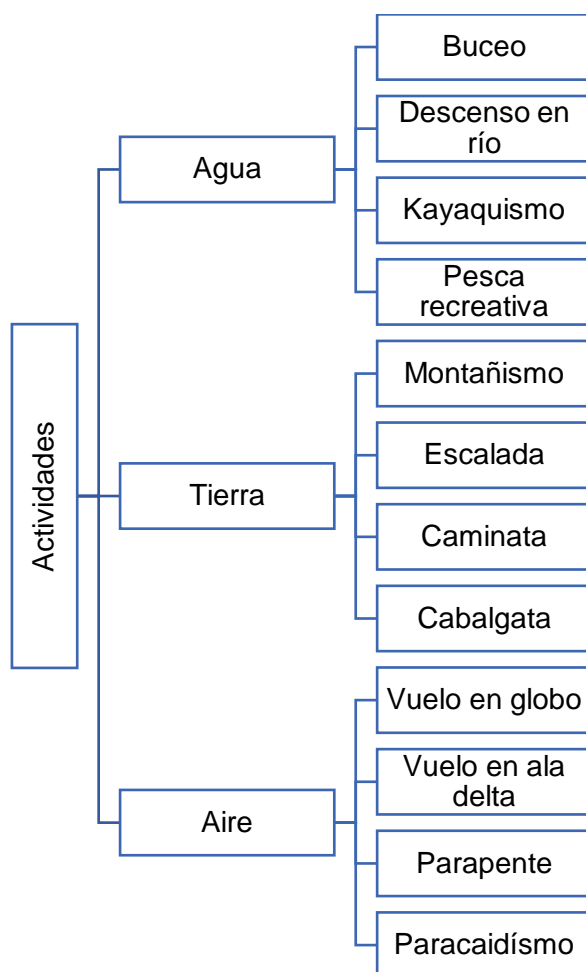 Actividades
Agua
Buceo
Descenso en
río
Kayaquismo
Pesca
recreativa
Tierra
Montañismo
Escalada
Caminata
Cabalgata
Aire
Vuelo en globo
Vuelo en ala
delta
Parapente
Paracaidísmo